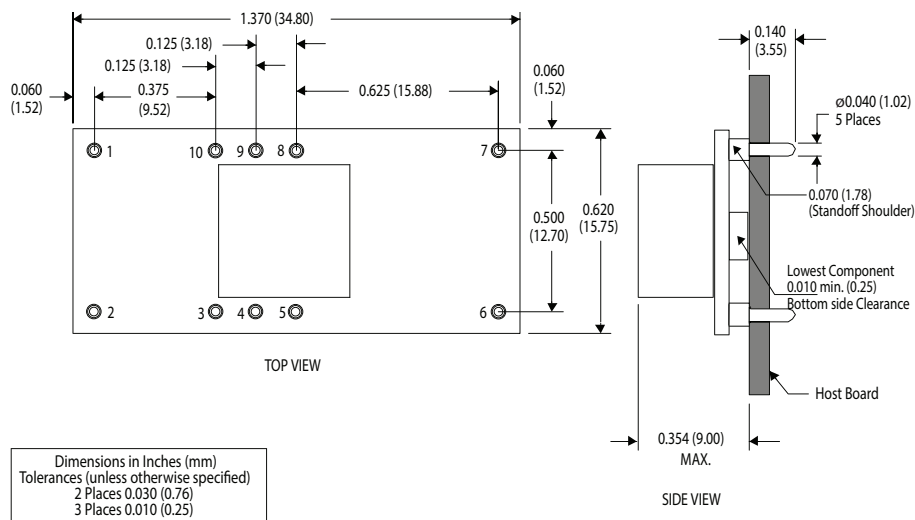 1.370 (34.80)
0.125 (3.18)
0.125 (3.18)
0.060
(1.52)
0.375
(9.52)
0.625 (15.88)
0.060
(1.52)
1
10
9
8
7
0.500
(12.70)
0.620
(15.75)
2
3
4
5
6
TOP VIEW
0.140
(3.55)
ø0.040 (1.02)
5 Places
0.070 (1.78)
(Standoff Shoulder)
Lowest Component
0.010 min. (0.25)
Bottom side Clearance
Host Board
0.354 (9.00)
MAX.
SIDE VIEW
Dimensions in Inches (mm)
Tolerances (unless otherwise specified)
2 Places 0.030 (0.76)
3 Places 0.010 (0.25)